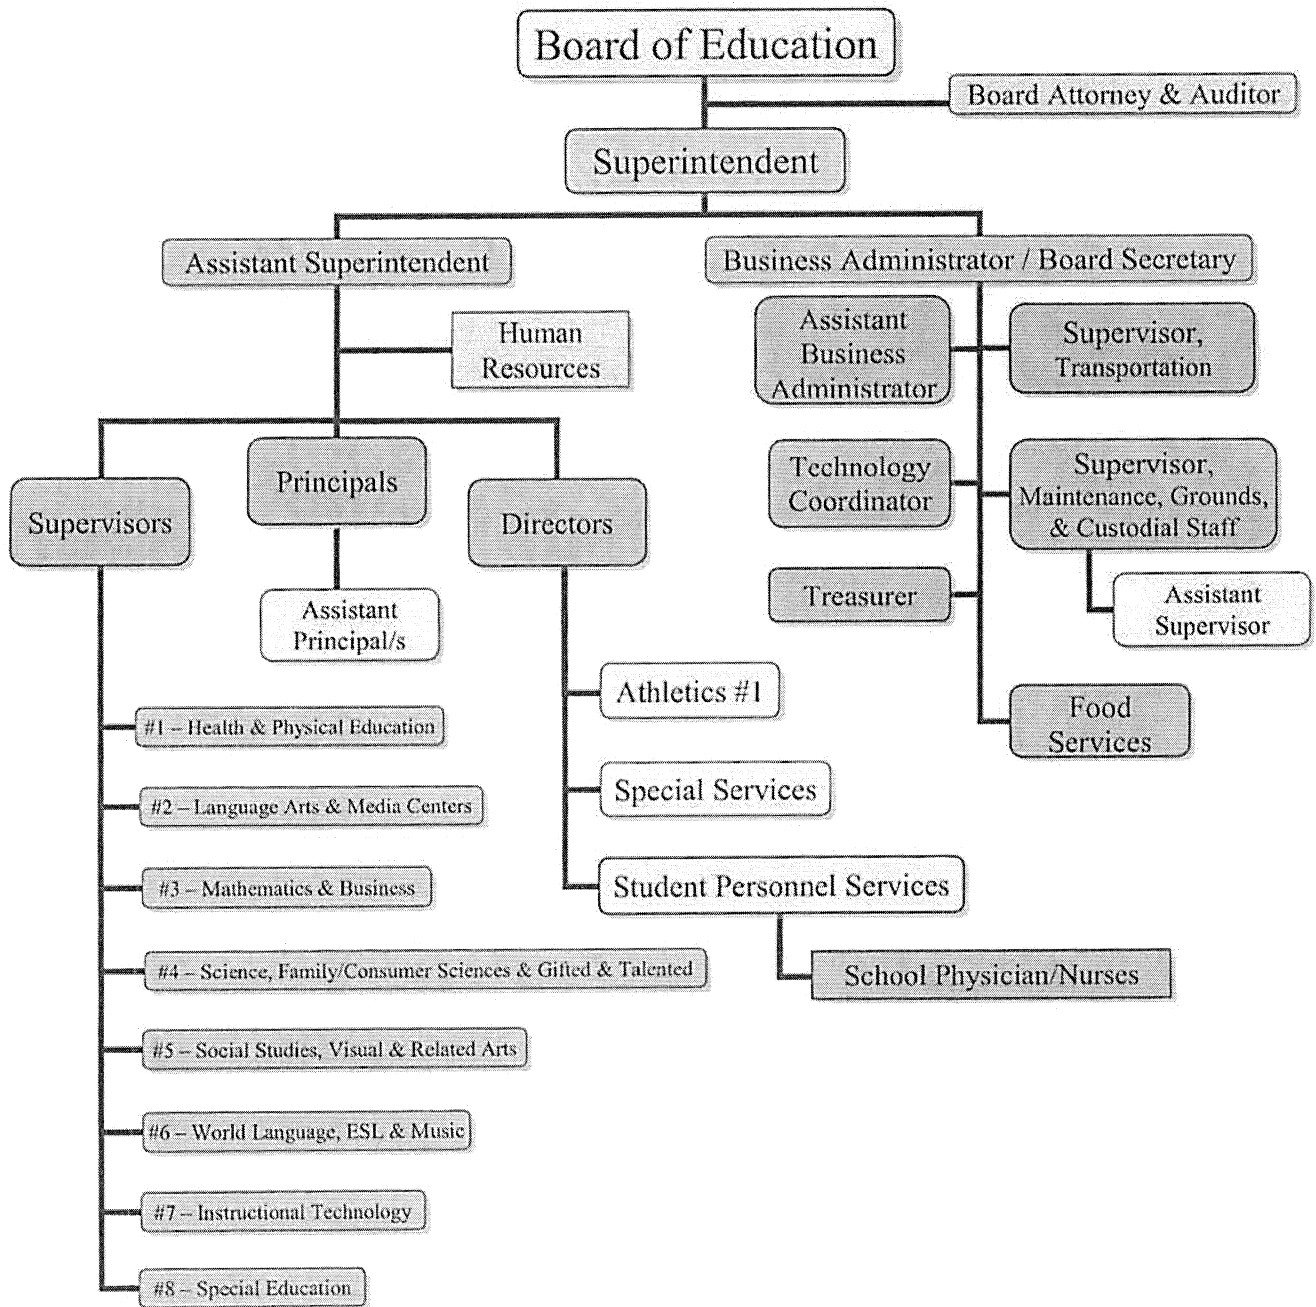 Board of Education
Board Attorney & Auditor
Superintendent
Assistant Superintendent
Business Administrator / Board Secretary
Human
Resources
Assistant
Business
Administrator
Supervisor,
Transportation
Supervisors
Principals
Directors
Technology
Coordinator
Supervisor,
Maintenance, Grounds,
& Custodial Staff
Assistant
Principal/s
Treasurer
Assistant
Supervisor
Athletics #1
Food
Services
#1 – Health & Physical Education
Special Services
#2 – Language Arts & Media Centers
Student Personnel Services
#3 – Mathematics & Business
#4 – Science, Family/Consumer Sciences & Gifted & Talented
School Physician/Nurses
#5 – Social Studies, Visual & Related Arts
#6 – World Language, ESL & Music
#7 – Instructional Technology
#8 – Special Education